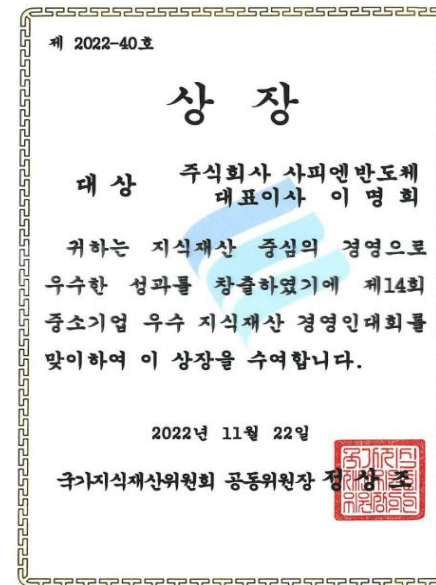 제 2022-40호
상 장
대 상 주식회사 사피엔반도체
대표이사 이 명 희
귀하는 지식재산 중심의 경영으로
우수한 성과를 창출하였기에 제14회
중소기업 우수 지식재산 경영인대회를
맞이하여 이 상장을 수여합니다.
2022년 11월 22일
국가지식재산위원회 공동위원장 정 상 조